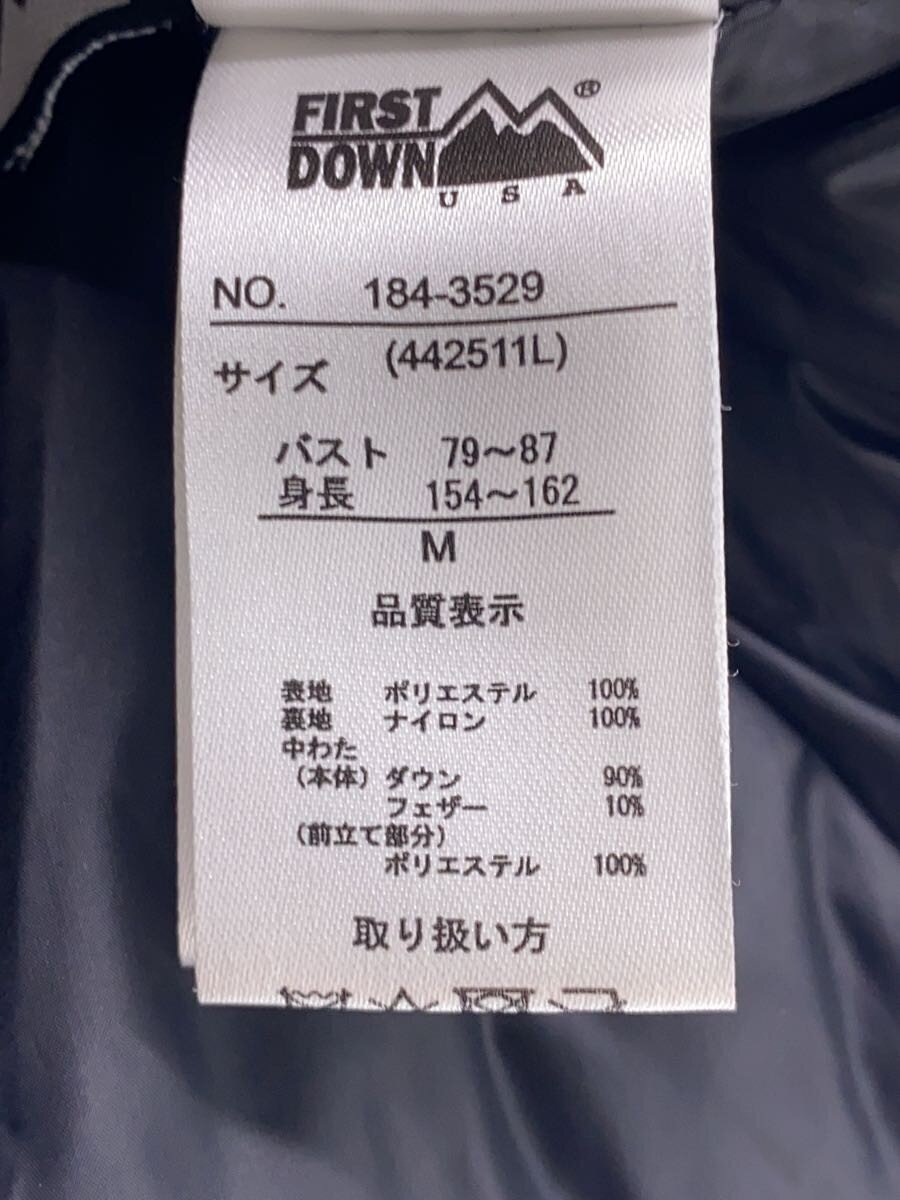 FIRST
DOWN
®
U S A
NO. 184-3529
サイズ (442511L)
バスト 79~87
身長 154~162
M
品質表示
表地 ポリエステル 100%
裏地 ナイロン 100%
中わた
(本体) ダウン 90%
フェザー 10%
(前立て部分)
ポリエステル 100%
取り扱い方